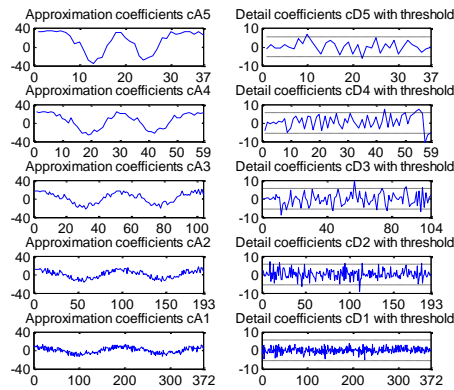 Approximation coefficients cA5
Detail coefficients cD5 with threshold
40
0
-40
0 10 20 30 37
10
0
-10
0 10 20 30 37
Approximation coefficients cA4
Detail coefficients cD4 with threshold
40
0
-40
0 10 20 30 40 50 59
10
0
-10
0 10 20 30 40 50 59
Approximation coefficients cA3
Detail coefficients cD3 with threshold
40
0
-40
0 20 40 60 80 100
10
0
-10
0 40 80 104
Approximation coefficients cA2
Detail coefficients cD2 with threshold
40
0
-40
0 50 100 150 193
10
0
-10
50 100 150 193
Approximation coefficients cA1
Detail coefficients cD1 with threshold
40
0
-40
100 200 300 372
10
0
-10
100 200 300 372